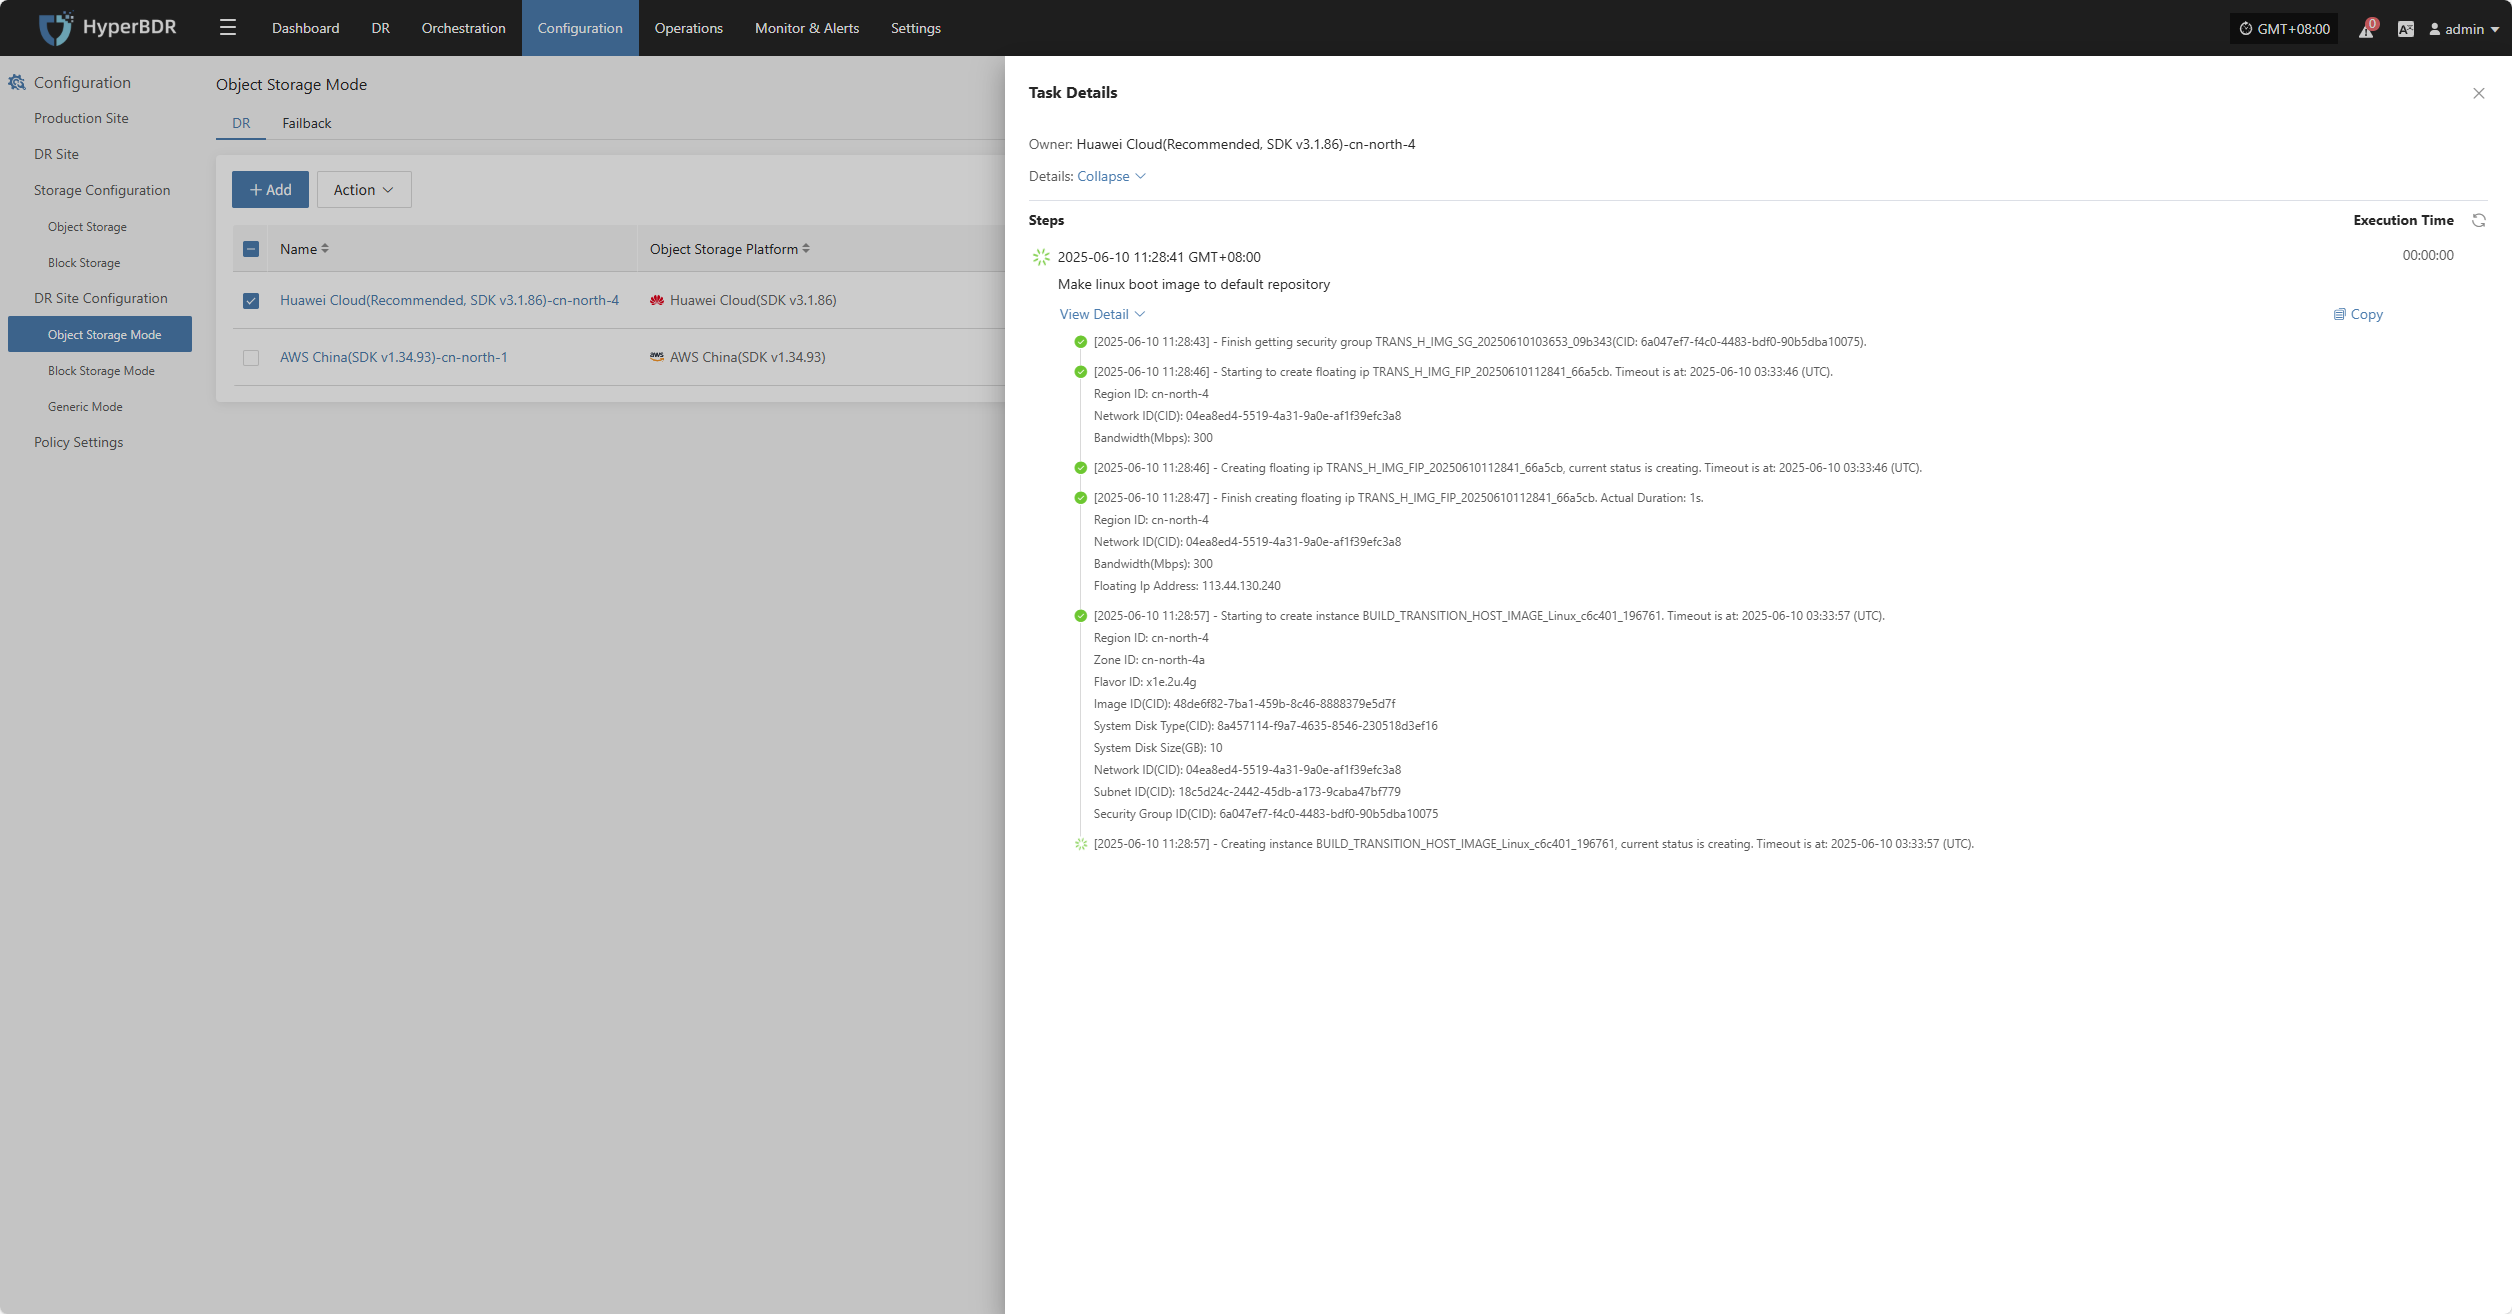 HyperBDR
Dashboard
DR
Orchestration
Configuration
Operations
Monitor & Alerts
Settings
GMT+08:00
0
admin
Configuration
Production Site
DR Site
Storage Configuration
Object Storage
Block Storage
DR Site Configuration
Object Storage Mode
Block Storage Mode
Generic Mode
Policy Settings
Object Storage Mode
DR
Failback
+ Add
Action
Name
Object Storage Platform
Huawei Cloud(Recommended, SDK v3.1.86)-cn-north-4
Huawei Cloud(SDK v3.1.86)
AWS China(SDK v1.34.93)-cn-north-1
aws
AWS China(SDK v1.34.93)
Task Details
Owner: Huawei Cloud(Recommended, SDK v3.1.86)-cn-north-4
Details: Collapse
Steps
Execution Time
2025-06-10 11:28:41 GMT+08:00
00:00:00
Make linux boot image to default repository
View Detail
Copy
[2025-06-10 11:28:43] - Finish getting security group TRANS_H_IMG_SG_20250610103653_09b343(CID: 6a047ef7-f4c0-4483-bdf0-90b5dba10075).
[2025-06-10 11:28:46] - Starting to create floating ip TRANS_H_IMG_FIP_20250610112841_66a5cb. Timeout is at: 2025-06-10 03:33:46 (UTC).
Region ID: cn-north-4
Network ID(CID): 04ea8ed4-5519-4a31-9a0e-af1f39efc3a8
Bandwidth(Mbps): 300
[2025-06-10 11:28:46] - Creating floating ip TRANS_H_IMG_FIP_20250610112841_66a5cb, current status is creating. Timeout is at: 2025-06-10 03:33:46 (UTC).
[2025-06-10 11:28:47] - Finish creating floating ip TRANS_H_IMG_FIP_20250610112841_66a5cb. Actual Duration: 1s.
Region ID: cn-north-4
Network ID(CID): 04ea8ed4-5519-4a31-9a0e-af1f39efc3a8
Bandwidth(Mbps): 300
Floating Ip Address: 113.44.130.240
[2025-06-10 11:28:57] - Starting to create instance BUILD_TRANSITION_HOST_IMAGE_Linux_c6c401_196761. Timeout is at: 2025-06-10 03:33:57 (UTC).
Region ID: cn-north-4
Zone ID: cn-north-4a
Flavor ID: x1e.2u.4g
Image ID(CID): 48de6f82-7ba1-459b-8c46-8888379e5d7f
System Disk Type(CID): 8a457114-f9a7-4635-8546-230518d3ef16
System Disk Size(GB): 10
Network ID(CID): 04ea8ed4-5519-4a31-9a0e-af1f39efc3a8
Subnet ID(CID): 18c5d24c-2442-45db-a173-9caba47bf779
Security Group ID(CID): 6a047ef7-f4c0-4483-bdf0-90b5dba10075
[2025-06-10 11:28:57] - Creating instance BUILD_TRANSITION_HOST_IMAGE_Linux_c6c401_196761, current status is creating. Timeout is at: 2025-06-10 03:33:57 (UTC).